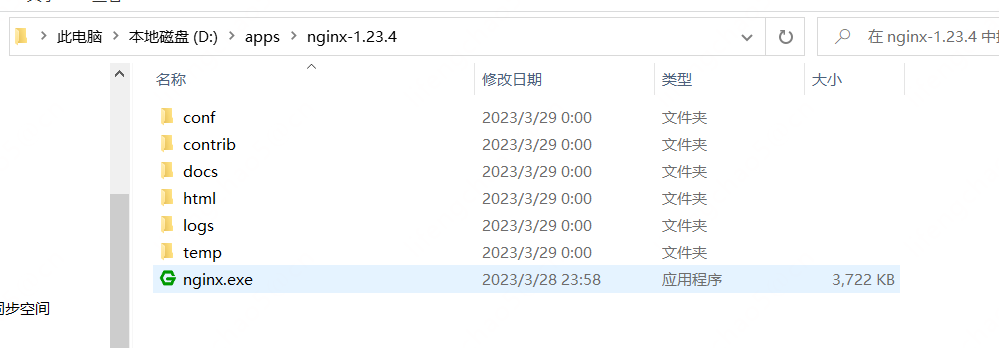 此电脑 > 本地磁盘 (D:) > apps > nginx-1.23.4
在 nginx-1.23.4 中
名称 修改日期 类型 大小
conf 2023/3/29 0:00 文件夹
contrib 2023/3/29 0:00 文件夹
docs 2023/3/29 0:00 文件夹
html 2023/3/29 0:00 文件夹
logs 2023/3/29 0:00 文件夹
temp 2023/3/29 0:00 文件夹
nginx.exe 2023/3/28 23:58 应用程序 3,722 KB
步空间